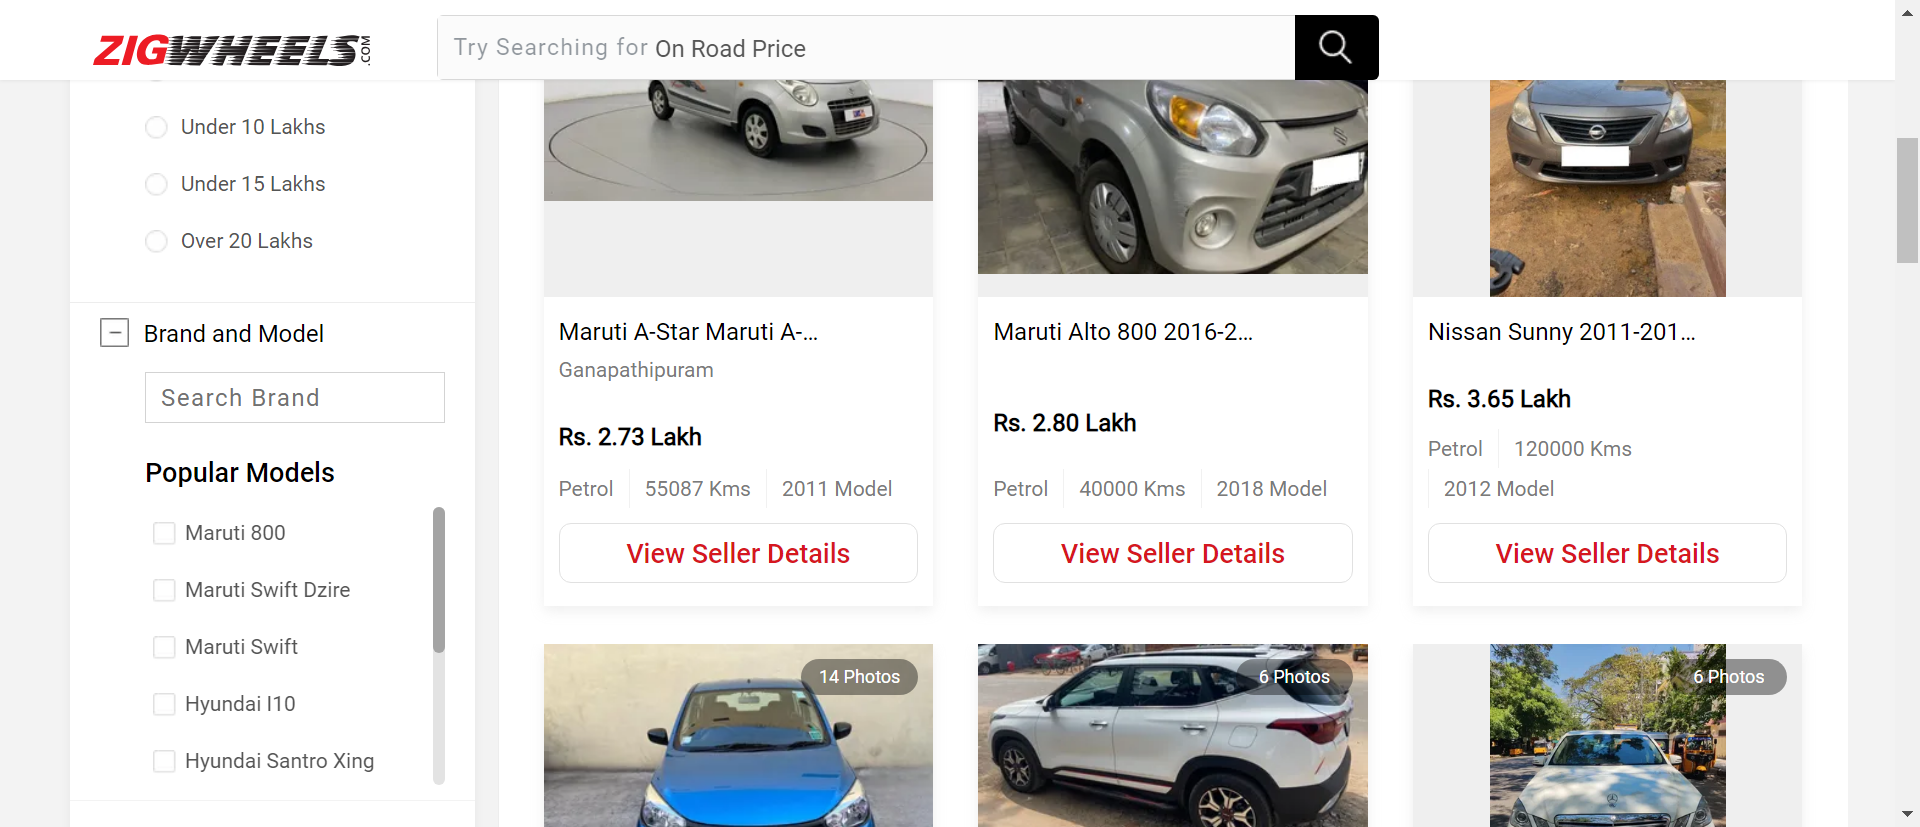 ZIGWHEELS.COM
Try Searching for On Road Price
Under 10 Lakhs
Under 15 Lakhs
Over 20 Lakhs
Brand and Model
Search Brand
Popular Models
Maruti 800
Maruti Swift Dzire
Maruti Swift
Hyundai I10
Hyundai Santro Xing
Maruti A-Star Maruti A-...
Ganapathipuram
Rs. 2.73 Lakh
Petrol 55087 Kms 2011 Model
View Seller Details
Maruti Alto 800 2016-2...
Rs. 2.80 Lakh
Petrol 40000 Kms 2018 Model
View Seller Details
Nissan Sunny 2011-201...
Rs. 3.65 Lakh
Petrol 120000 Kms
2012 Model
View Seller Details
14 Photos
6 Photos
6 Photos